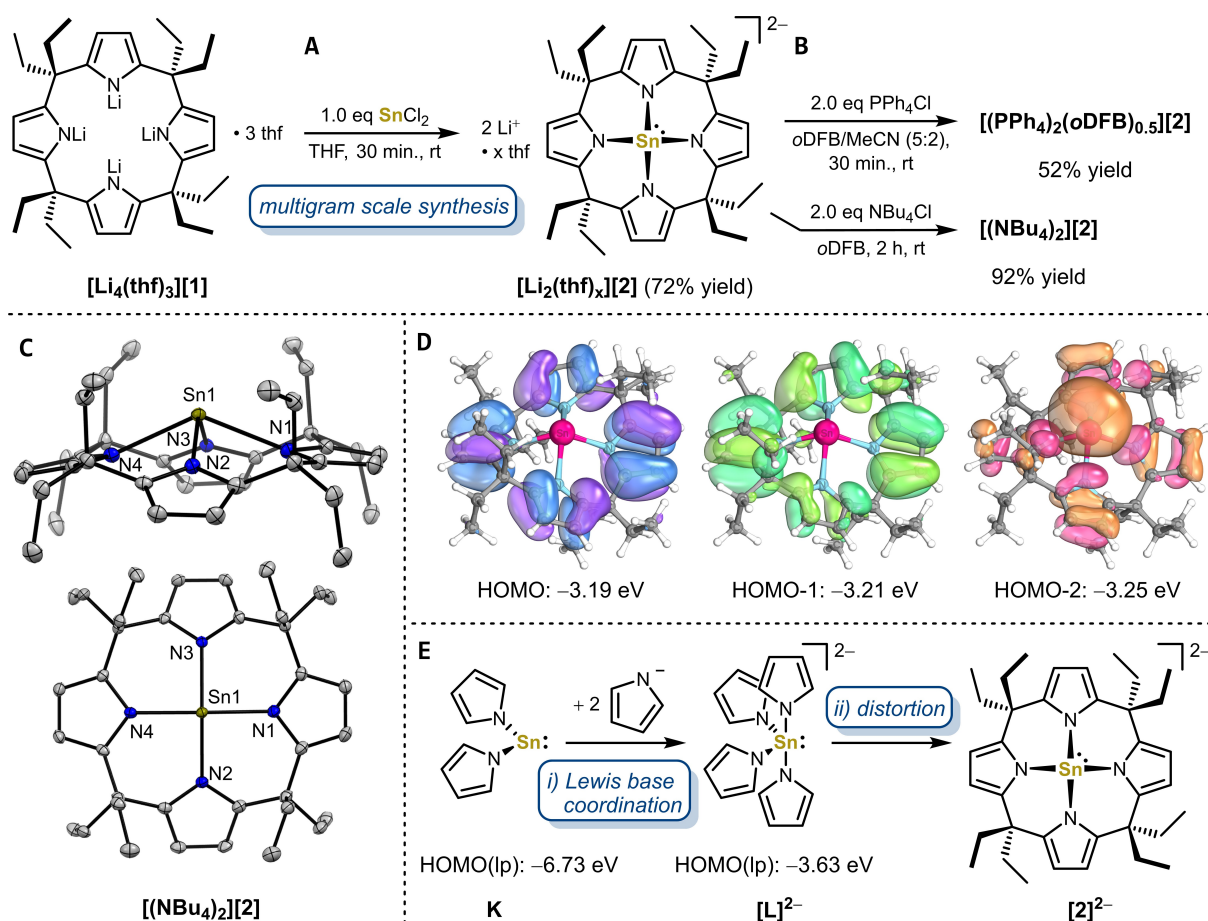 A
B
2–
N
Li
NLi
LiN
Li
N
• 3 thf
1.0 eq SnCl2
THF, 30 min., rt
multigram scale synthesis
2 Li+
• x thf
N
N
Sn
N
N
2.0 eq PPh4Cl
oDFB/MeCN (5:2),
30 min., rt
[(PPh4)2(oDFB)0.5][2]
52% yield
2.0 eq NBu4Cl
oDFB, 2 h, rt
[(NBu4)2][2]
92% yield
[Li4(thf)3][1]
[Li2(thf)x][2] (72% yield)
C
Sn1
N3
N1
N4
N2
N3
Sn1
N4
N1
N2
[(NBu4)2][2]
D
HOMO: –3.19 eV
HOMO-1: –3.21 eV
HOMO-2: –3.25 eV
E
N
Sn:
N
+ 2
N–
i) Lewis base
coordination
2–
N
N
Sn:
N
N
ii) distortion
2–
N
N
Sn
N
N
HOMO(lp): –6.73 eV
HOMO(lp): –3.63 eV
K
[L]2–
[2]2–